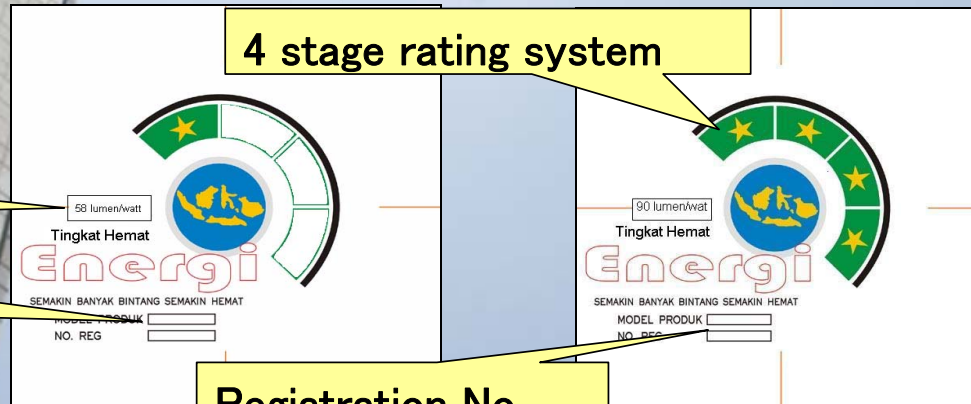 4 stage rating system
58 lumen/watt
Tingkat Hemat
Energi
SEMAKIN BANYAK BINTANG SEMAKIN HEMAT
MODEL PRODUK
NO. REG
90 lumen/wat
Tingkat Hemat
Energi
SEMAKIN BANYAK BINTANG SEMAKIN HEMAT
MODEL PRODUK
NO. REG
Registration No